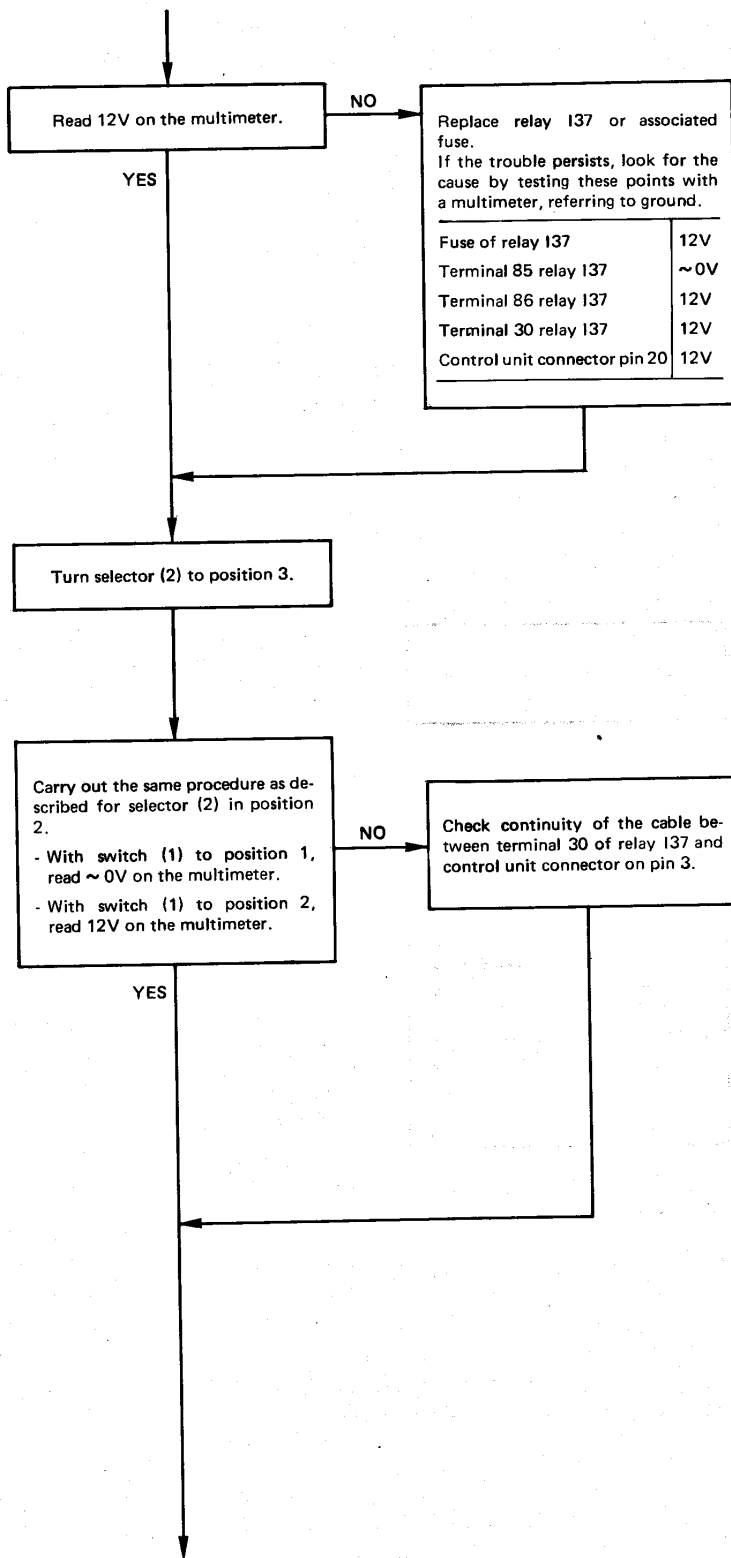 Read 12V on the multimeter.
NO
YES
Replace relay I37 or associated
fuse.
If the trouble persists, look for the
cause by testing these points with
a multimeter, referring to ground.
Fuse of relay I37 12V
Terminal 85 relay I37 ~0V
Terminal 86 relay I37 12V
Terminal 30 relay I37 12V
Control unit connector pin 20 12V
Turn selector (2) to position 3.
Carry out the same procedure as de-
scribed for selector (2) in position
2.
- With switch (1) to position 1,
read ~ 0V on the multimeter.
- With switch (1) to position 2,
read 12V on the multimeter.
NO
YES
Check continuity of the cable be-
tween terminal 30 of relay I37 and
control unit connector on pin 3.